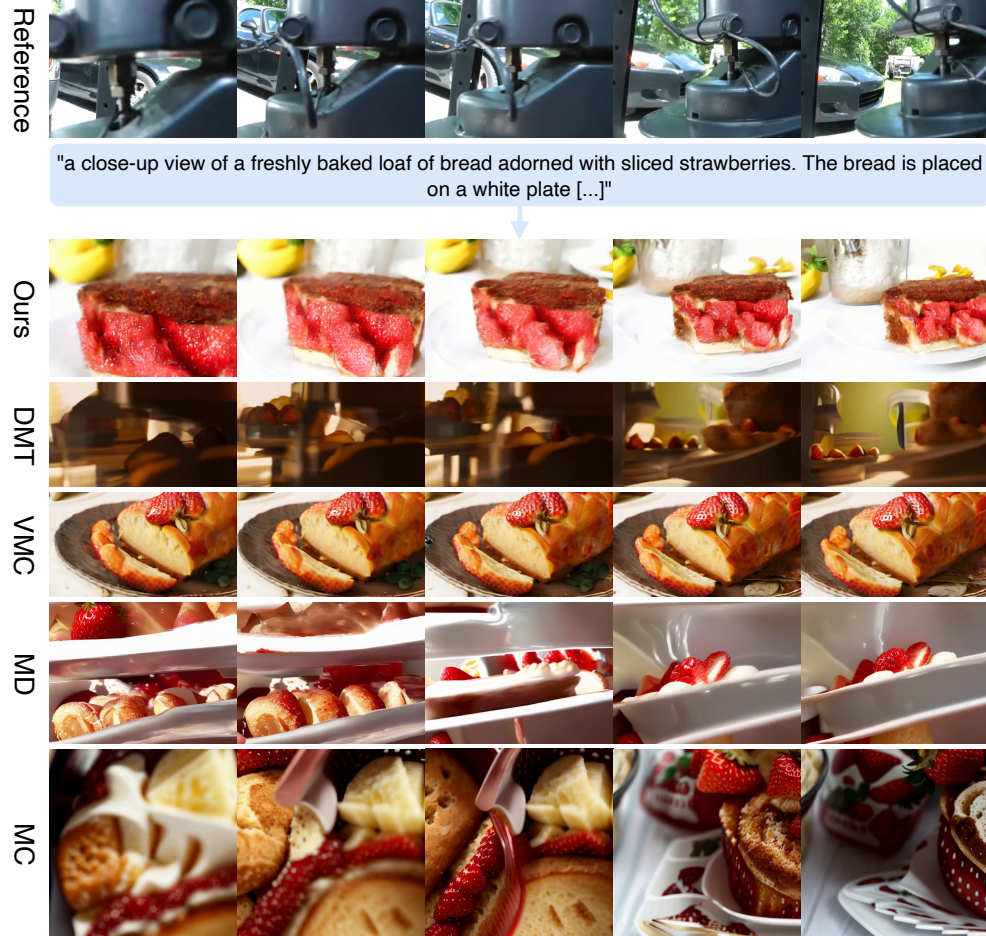 Reference
"a close-up view of a freshly baked loaf of bread adorned with sliced strawberries. The bread is placed
on a white plate [...]"
Ours
DMT
VMC
MD
MC